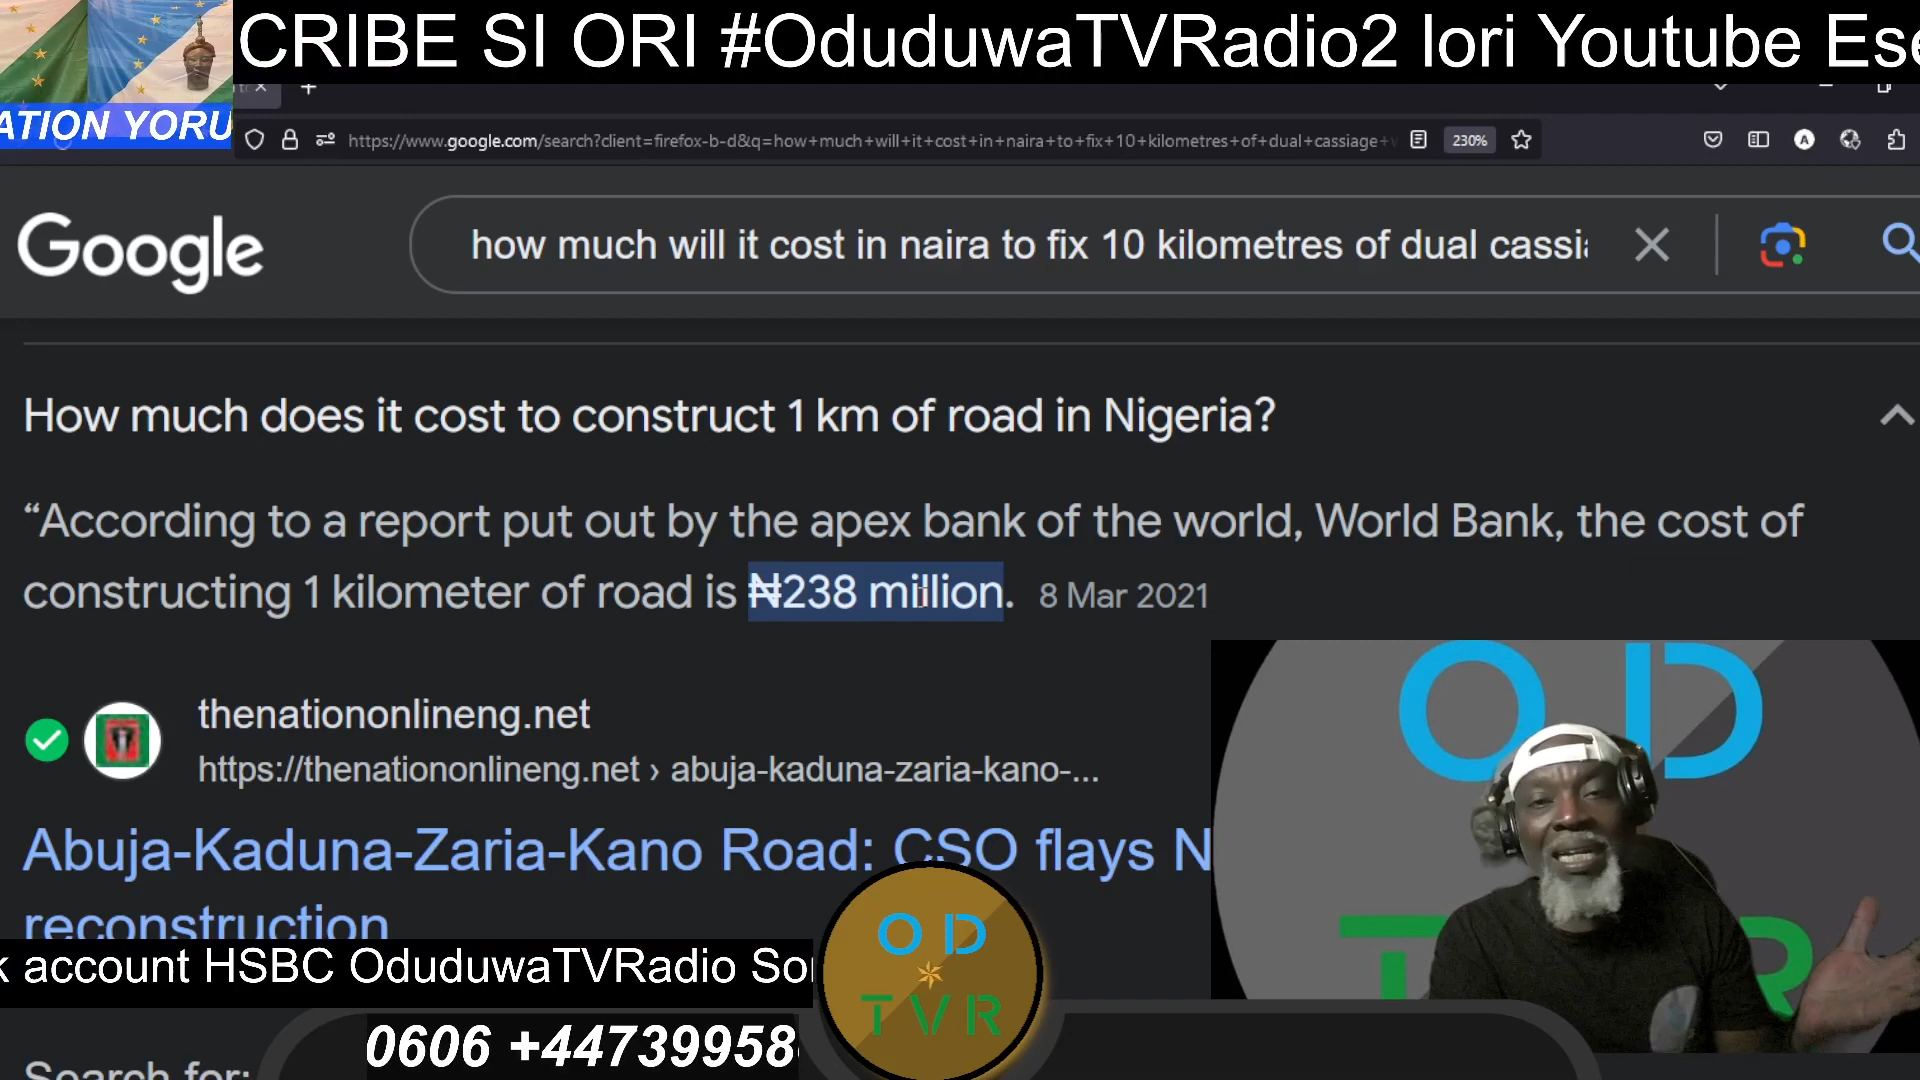 CRIBE SI ORI #OduduwaTVRadio2 lori Youtube Ese
ATION YORU
https://www.google.com/search?client=firefox-b-d&q=how+much+will+it+cost+in+naira+to+fix+10+kilometres+of+dual+cassiage+w
230%
A
Google
how much will it cost in naira to fix 10 kilometres of dual cassia
How much does it cost to construct 1 km of road in Nigeria?
“According to a report put out by the apex bank of the world, World Bank, the cost of
constructing 1 kilometer of road is ₦238 million. 8 Mar 2021
thenationonlineng.net
https://thenationonlineng.net › abuja-kaduna-zaria-kano-...
Abuja-Kaduna-Zaria-Kano Road: CSO flays N
reconstruction
O D
T R
O D
T V R
k account HSBC OduduwaTVRadio So
0606 +44739958
Search for: